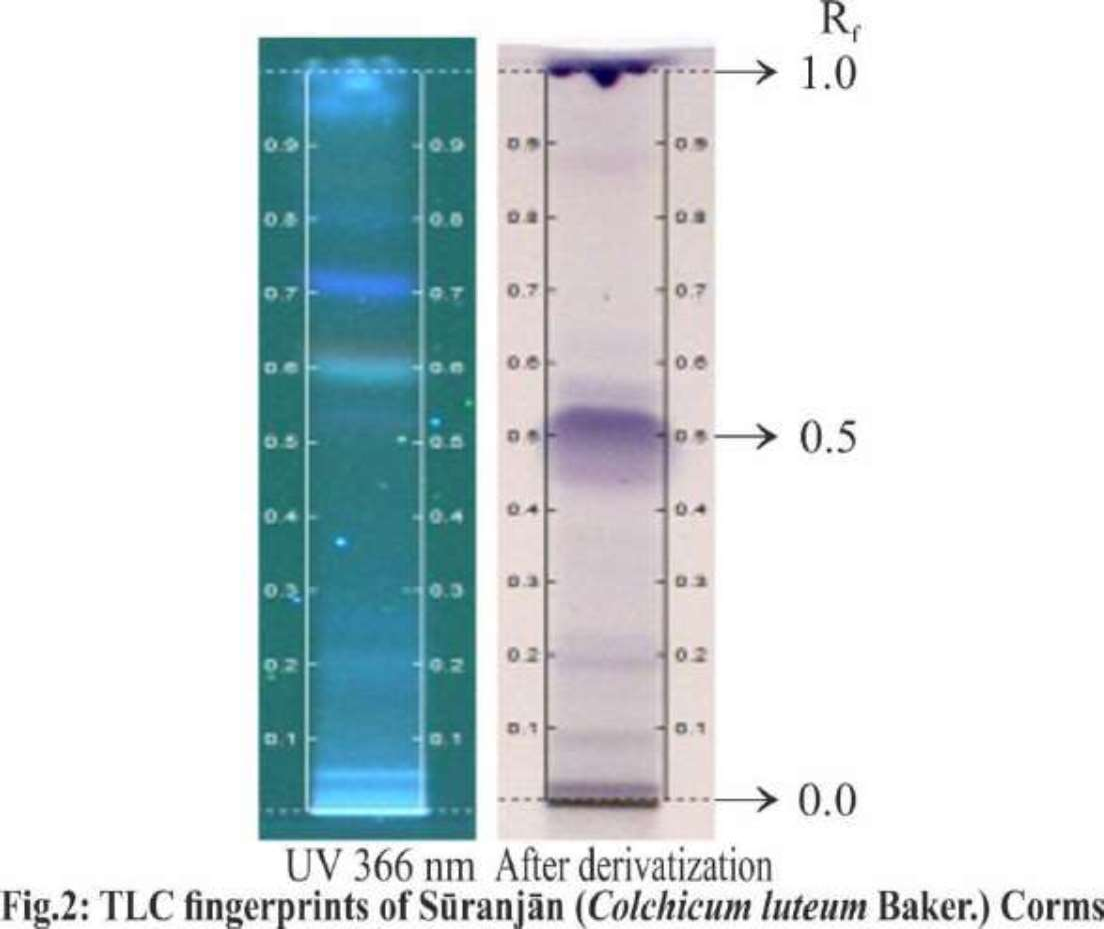 Rf
1.0
0.9 0.9 0.9 0.9
0.8 0.8 0.8 0.8
0.7 0.7 0.7 0.7
0.6 0.6 0.6 0.6
0.5 0.5 0.5 0.5 0.5
0.4 0.4 0.4 0.4
0.3 0.3 0.3 0.3
0.2 0.2 0.2 0.2
0.1 0.1 0.1 0.1
0.0
UV 366 nm After derivatization
Fig.2: TLC fingerprints of Sūranjān (Colchicum luteum Baker.) Corms